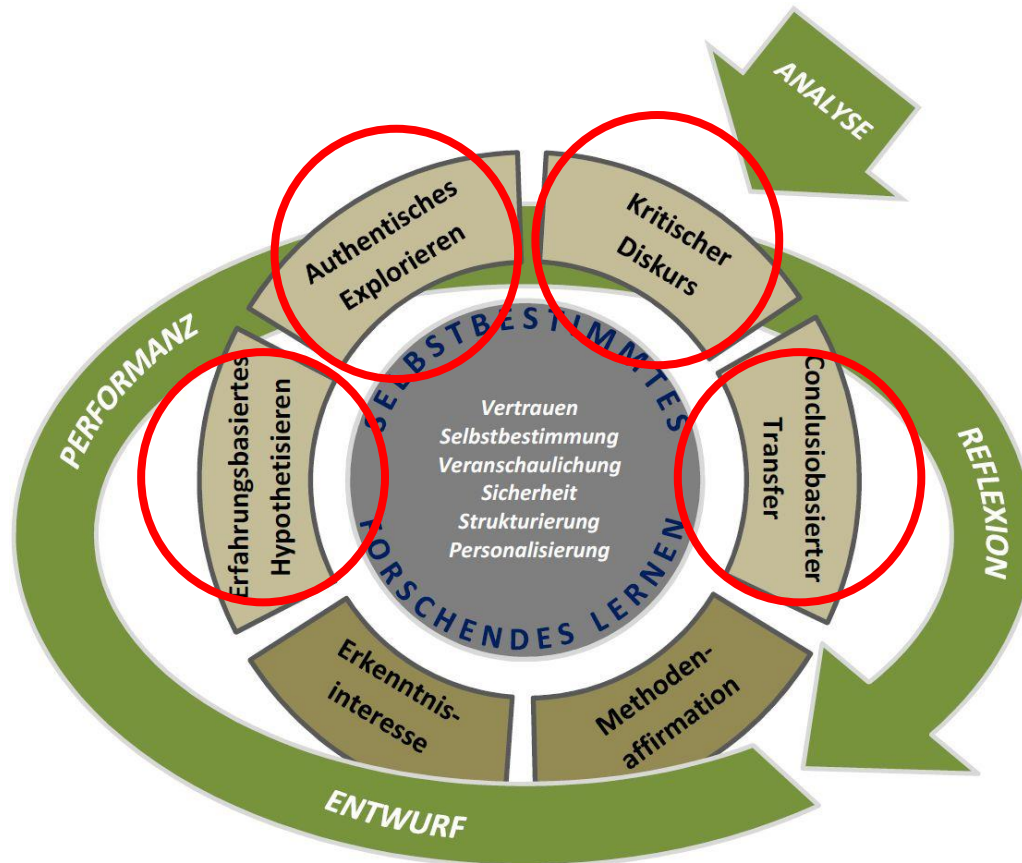 ANALYSE
Authentisches
Explorieren
Kritischer
Diskurs
PERFORMANZ
Erfahrungsbasiertes
Hypothetisieren
SELBSTBESTIMMTES
Vertrauen
Selbstbestimmung
Veranschaulichung
Sicherheit
Strukturierung
Personalisierung
FORSCHENDES LERNEN
Conclusiobasierter
Transfer
REFLEXION
Erkenntnis-
interesse
Methoden-
affirmation
ENTWURF